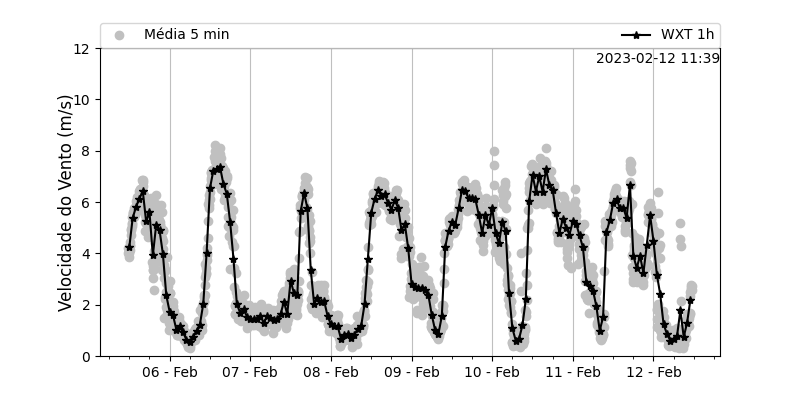 Média 5 min
WXT 1h
2023-02-12 11:39
Velocidade do Vento (m/s)
12
10
8
6
4
2
0
06 - Feb
07 - Feb
08 - Feb
09 - Feb
10 - Feb
11 - Feb
12 - Feb